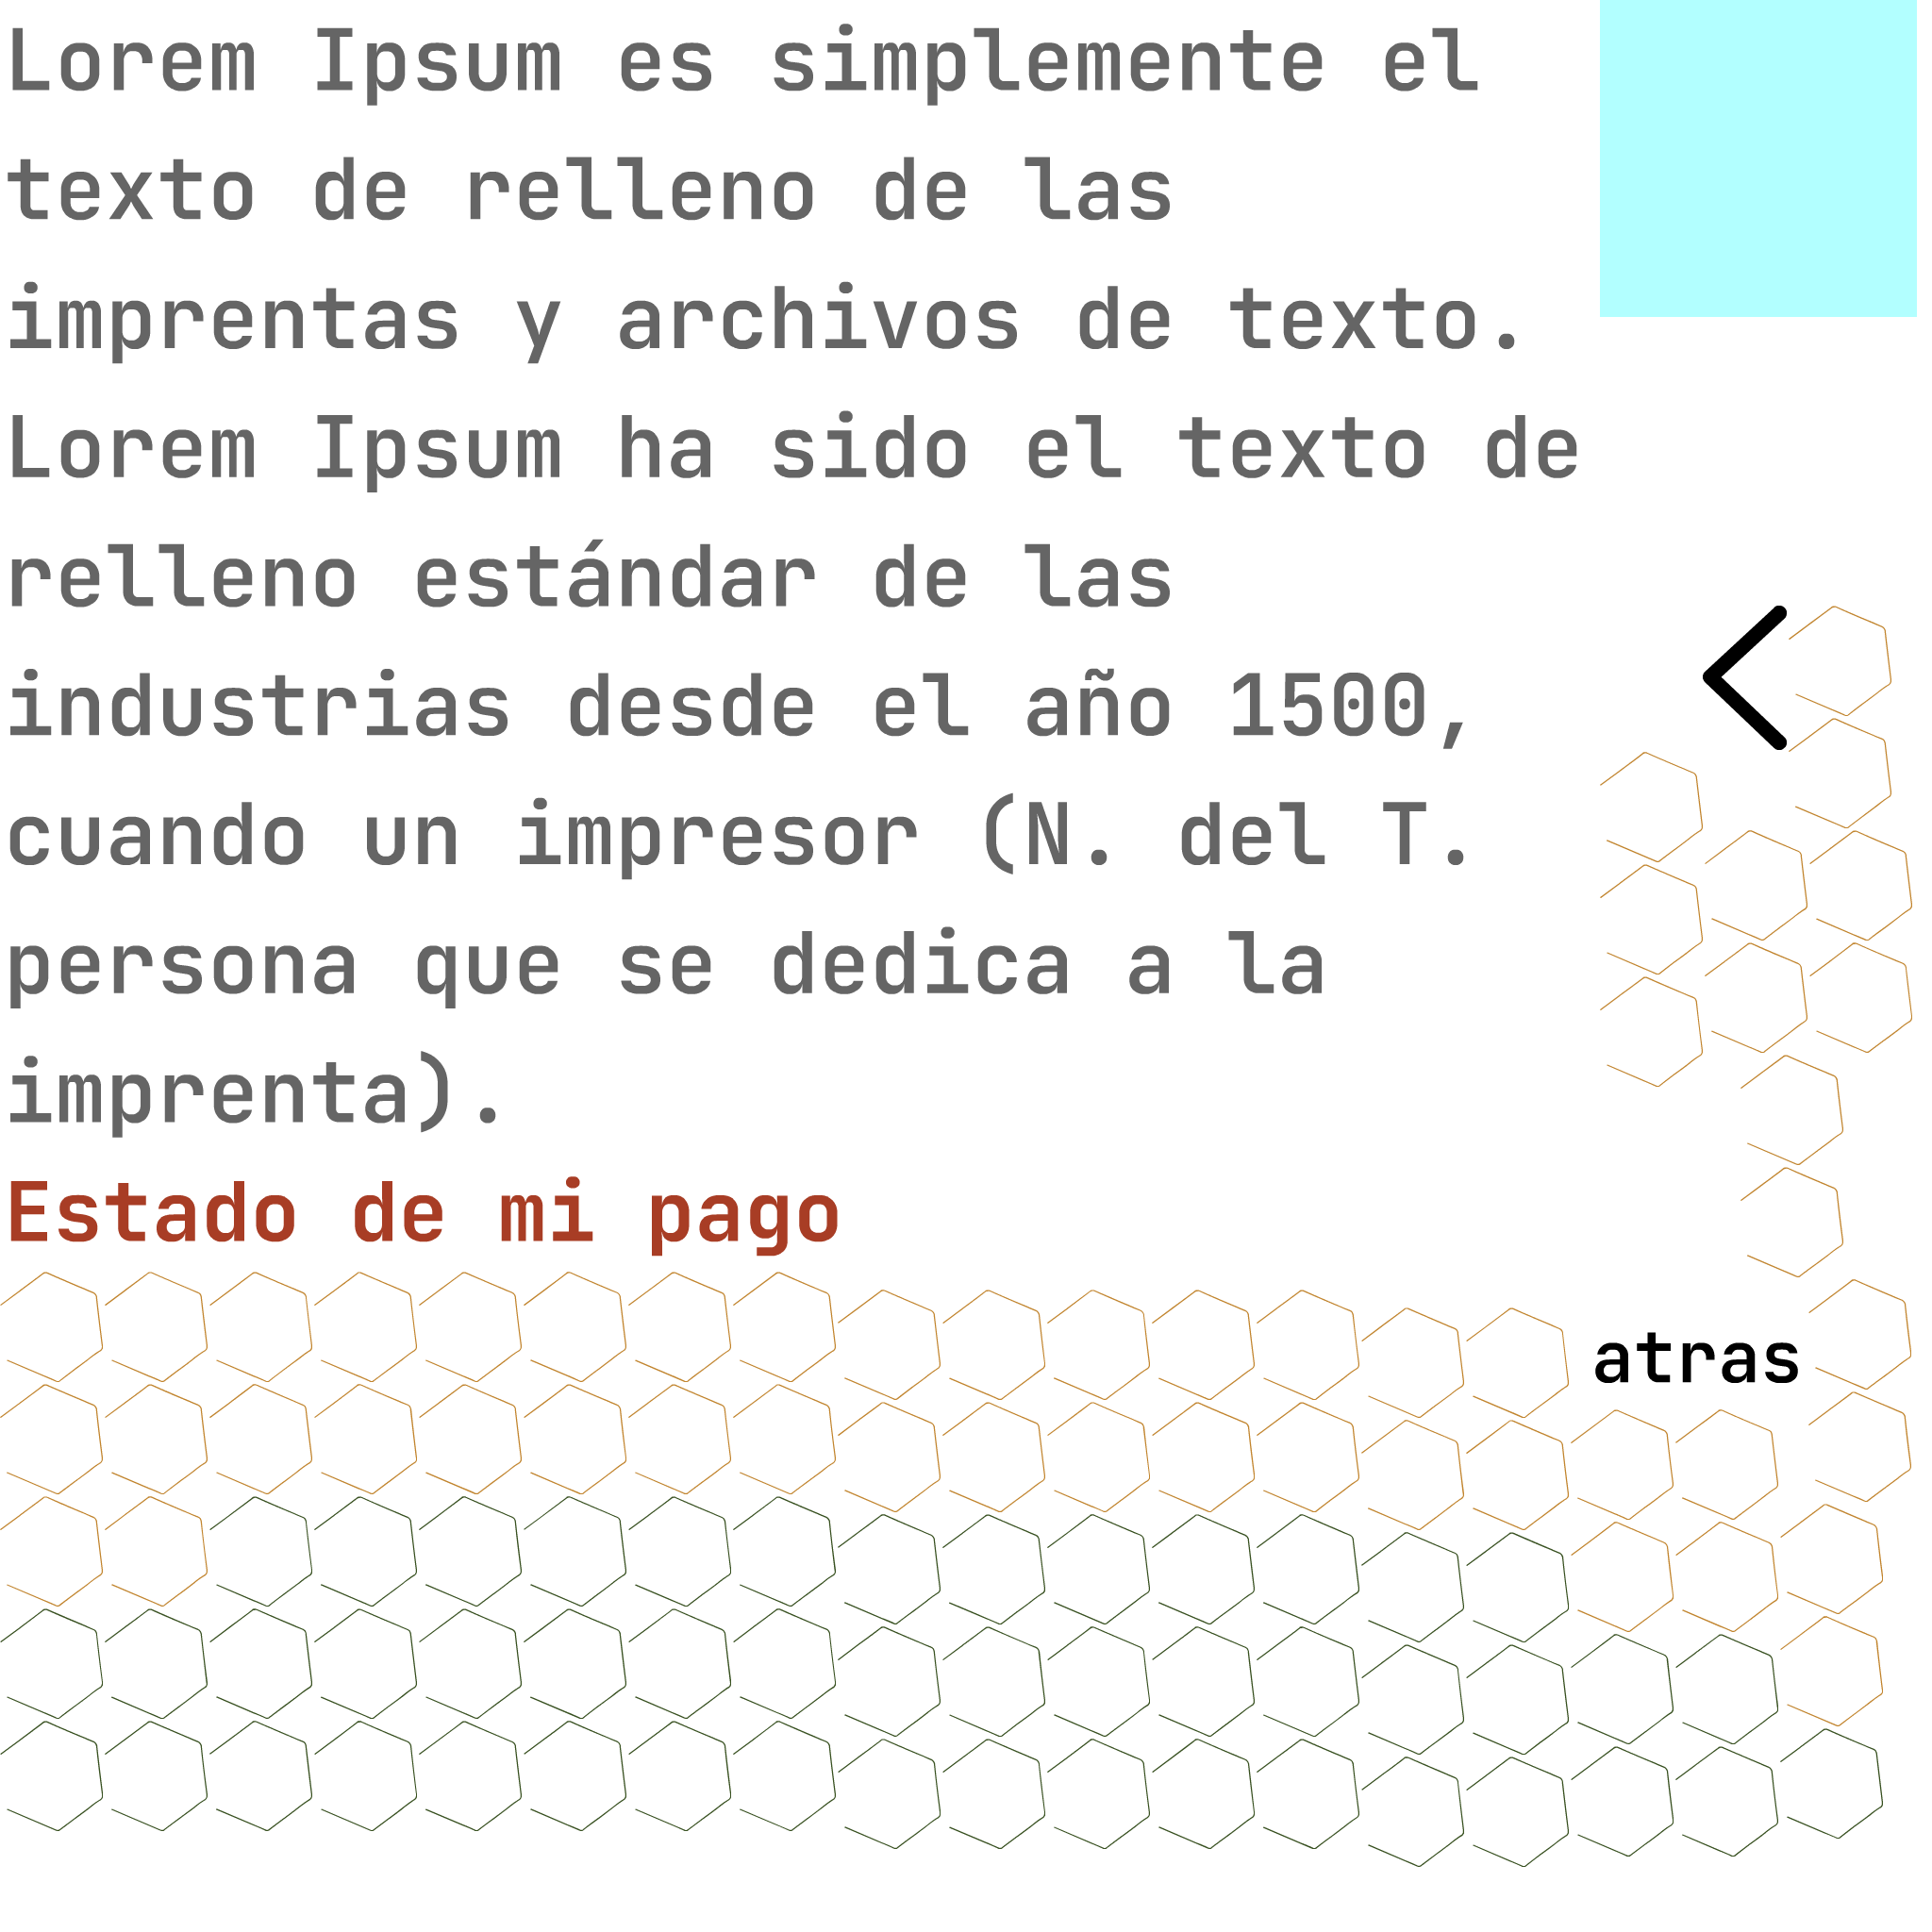 Lorem Ipsum es simplemente el
texto de relleno de las
imprentas y archivos de texto.
Lorem Ipsum ha sido el texto de
relleno estándar de las
industrias desde el año 1500,
cuando un impresor (N. del T.
persona que se dedica a la
imprenta).
Estado de mi pago
atras